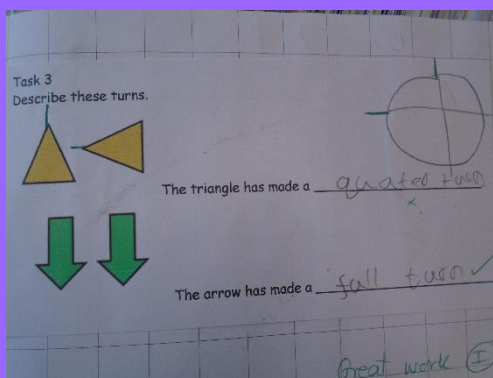 Task 3
Describe these turns.
The triangle has made a quater turn
x.
The arrow has made a full turn ✓
Great work I